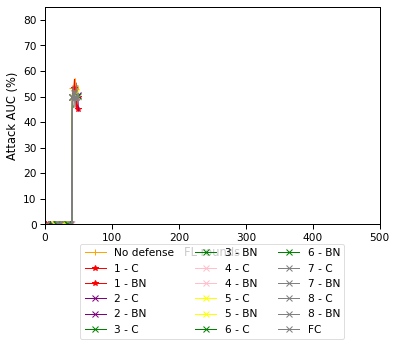 80
70
60
50
40
30
20
10
0
Attack AUC (%)
0 100 200 300 400 500
No defense 3 - BN 6 - BN
1 - C 4 - C 7 - C
1 - BN 4 - BN 7 - BN
2 - C 5 - C 8 - C
2 - BN 5 - BN 8 - BN
3 - C 6 - C FC